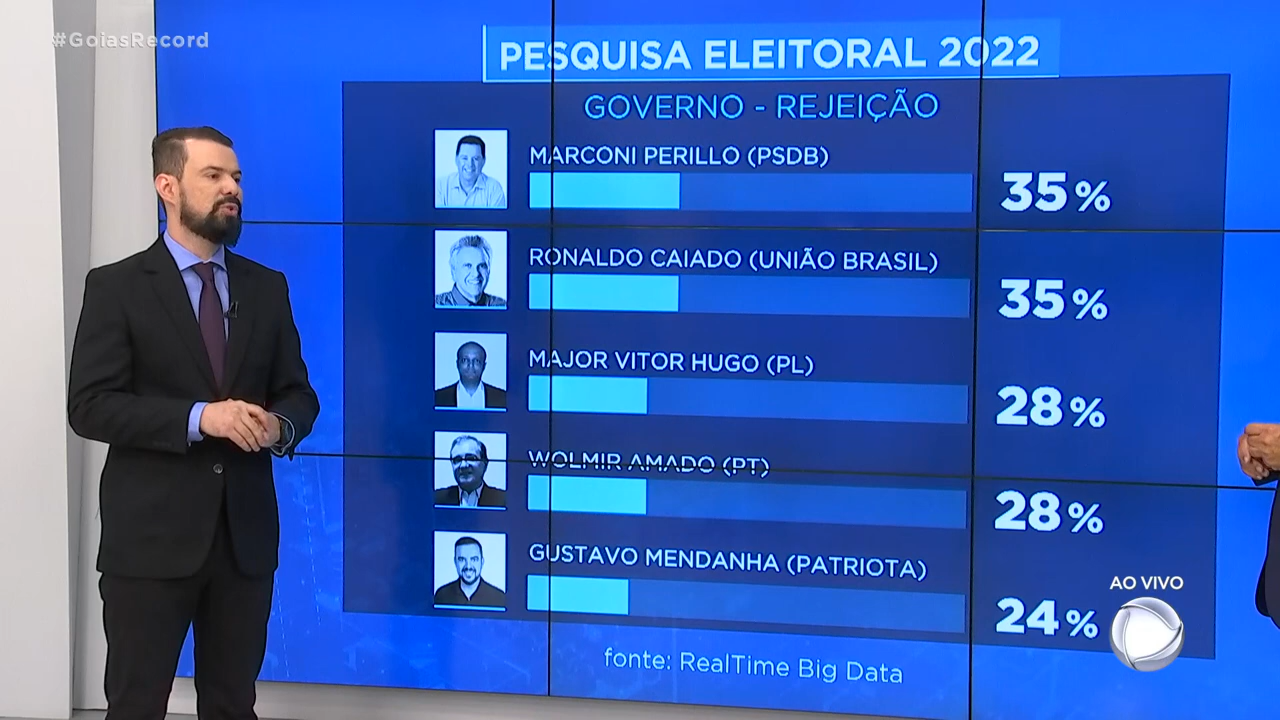 #GoiasRecord
PESQUISA ELEITORAL 2022
GOVERNO - REJEIÇÃO
MARCONI PERILLO (PSDB)
35%
RONALDO CAIADO (UNIÃO BRASIL)
35%
MAJOR VITOR HUGO (PL)
28%
WOLMIR AMADO (PT)
28%
GUSTAVO MENDANHA (PATRIOTA)
24%
AO VIVO
fonte: RealTime Big Data